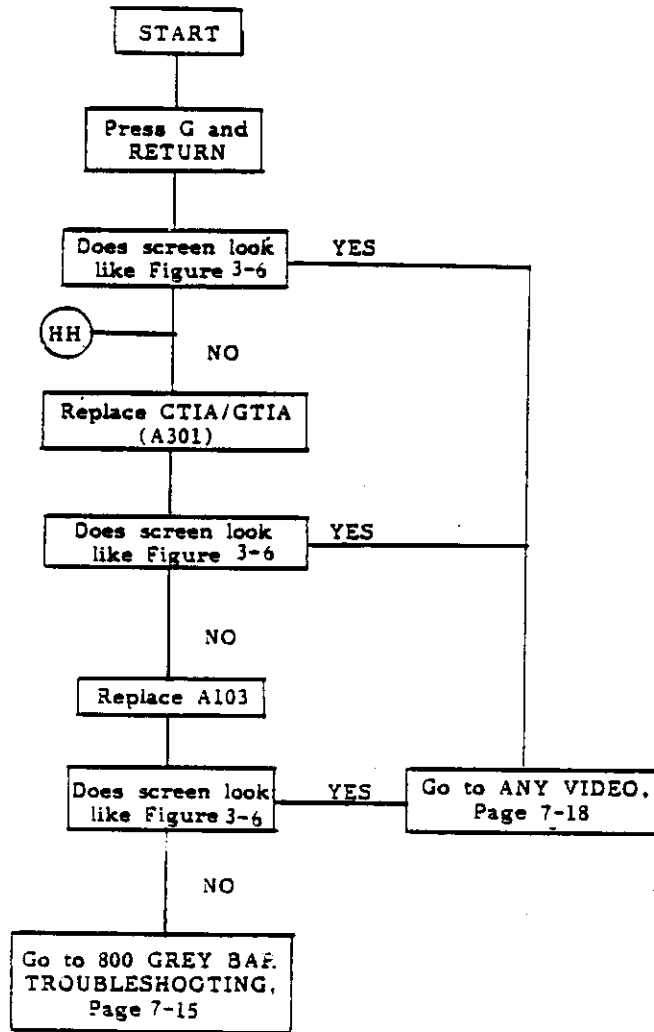 START
Press G and
RETURN
Does screen look
like Figure 3-6
YES
HH
NO
Replace CTIA/GTIA
(A301)
Does screen look
like Figure 3-6
YES
NO
Replace A103
Does screen look
like Figure 3-6
YES
Go to ANY VIDEO,
Page 7-18
NO
Go to 800 GREY BAR
TROUBLESHOOTING,
Page 7-15